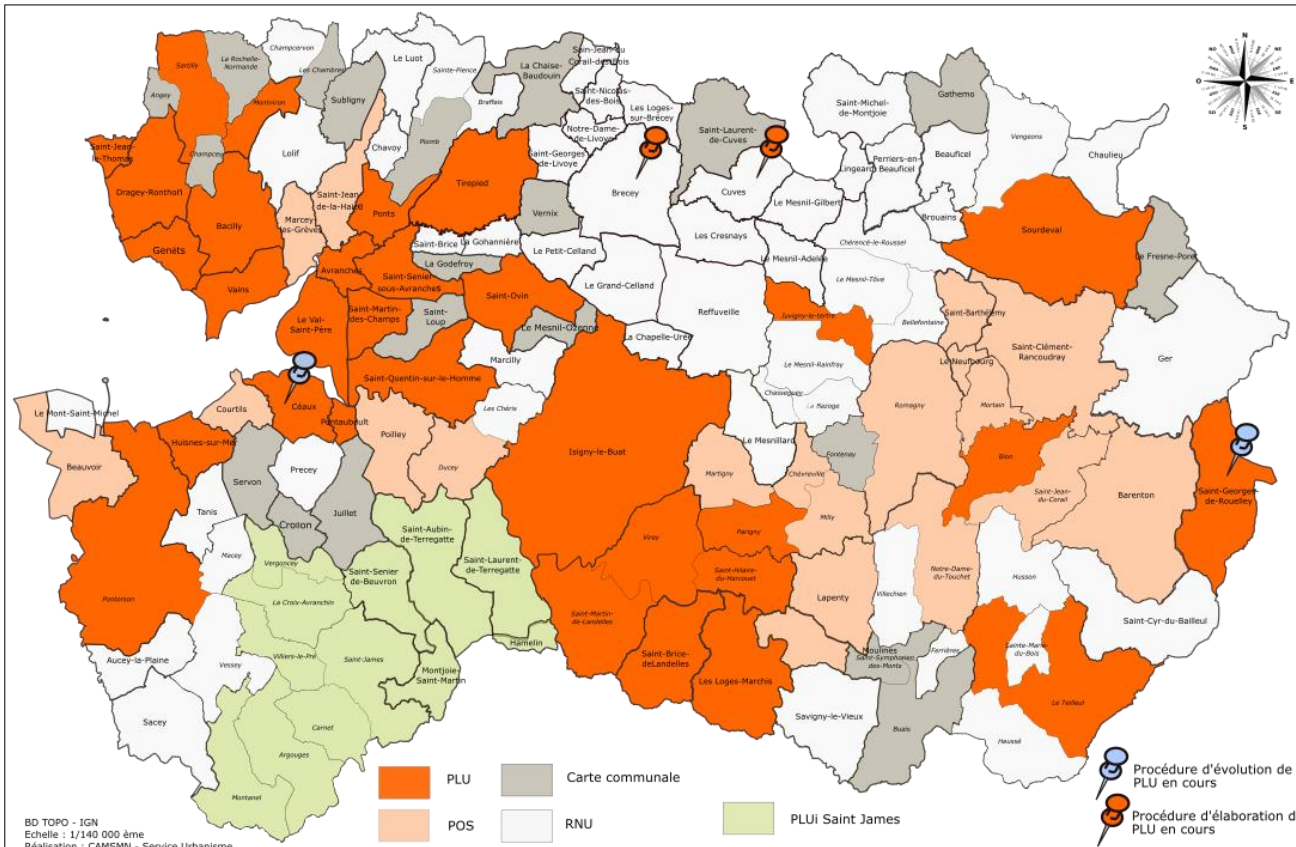 Champcervon
Saint-Jean-du
Corail-des-Bois
Sartilly
La Rochelle-
Normande
Les Chambres
Le Luot
Sainte-Pience
La Chaise-
Baudouin
Saint-Nicolas-
des-Bois
Angey
Montviron
Subligny
Braffais
Les Loges-
sur-Brécey
Saint-Michel-
de-Montjoie
Gathemo
Vengeons
Chaulieu
Saint-Jean-
le-Thomas
Champcey
Lolif
Chavoy
Plomb
Notre-Dame-
de-Livoye
Saint-Georges-
de-Livoye
Saint-Laurent-
de-Cuves
Lingeard
Perriers-en-
Beauficel
Beauficel
Dragey-Ronthon
Bacilly
Marcey
les-Grèves
Saint-Jean-
de-la-Haize
Ponts
Tirepied
Vernix
Brecey
Cuves
Le Mesnil-Gilbert
Brouains
Sourdeval
Genêts
Vains
Avranches
Saint-Brice
La Gohannière
La Godefroy
Le Petit-Celland
Les Cresnays
Le Mesnil-Adelée
Chérencé-le-Roussel
Le Mesnil-Tôve
Le Fresne-Poret
Le Val-
Saint-Père
Saint-Senier
sous-Avranches
Saint-Martin-
des-Champs
Saint-
Loup
Saint-Ovin
Le Mesnil-Ozenne
Le Grand-Celland
La Chapelle-Urée
Reffuveille
Juvigny-le-tertre
Bellefontaine
Saint-Barthélemy
Saint-Clément-
Rancoudray
Ger
Marcilly
Saint-Quentin-sur-le-Homme
Les Chéris
Le Mesnil-Rainfray
Le Neufbourg
Romagny
Mortain
Chasseguey
La Bazoge
Le Mont-Saint-Michel
Beauvoir
Courtils
Céaux
Pontaubault
Huisnes-sur-Mer
Poilley
Ducey
Isigny-le-Buat
Le Mesnillard
Martigny
Chèvreville
Fontenay
Bion
Saint-Jean-
du-Corail
Barenton
Saint-Georges-
de-Rouelley
Servon
Precey
Tanis
Crollon
Juillet
Macey
Vergoncey
Saint-Aubin-
de-Terregatte
Saint-Laurent-
de-Terregatte
Virey
Parigny
Milly
Pontorson
Saint-Senier
de-Beuvron
Saint-Hilaire-
du-Harcouet
Notre-Dame-
du-Touchet
Husson
Villechien
Lapenty
La Croix-Avranchin
Hamelin
Saint-Martin-
de-Landelles
Saint-Cyr-du-Bailleul
Aucey-la-Plaine
Vessey
Villiers-le-Pré
Saint-James
Montjoie-
Saint-Martin
Saint-Brice-
deLandelles
Les Loges-Marchis
Moulines
Saint-Symphorien
des-Monts
Ferrières
Sainte-Marie-
du-Bois
Le Teilleul
Sacey
Carnet
Argouges
Montanel
Savigny-le-Vieux
Buais
Heussé
N
NE
E
SE
S
SO
O
NO
PLU
POS
Carte communale
RNU
PLUi Saint James
Procédure d'évolution de
PLU en cours
Procédure d'élaboration d
PLU en cours
BD TOPO - IGN
Echelle : 1/140 000 ème
Réalisation : CAMSMN - Service Urbanisme